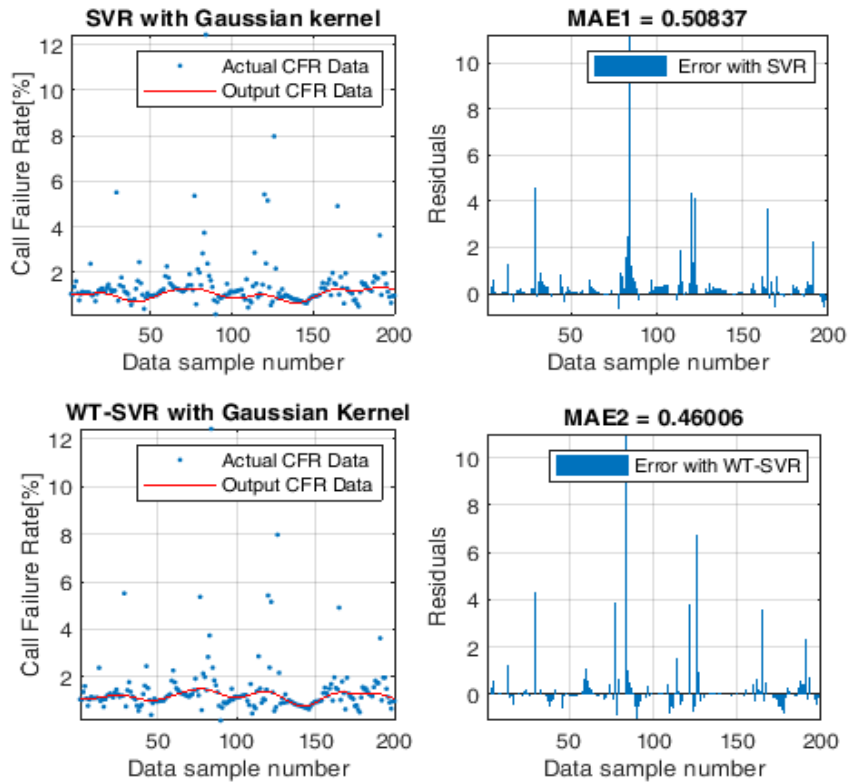 SVR with Gaussian kernel
MAE1 = 0.50837
12
10
8
6
4
2
Call Failure Rate[%]
Actual CFR Data
Output CFR Data
50
100
150
200
Data sample number
10
8
6
4
2
0
Residuals
Error with SVR
50
100
150
200
Data sample number
WT-SVR with Gaussian Kernel
MAE2 = 0.46006
12
10
8
6
4
2
Call Failure Rate[%]
Actual CFR Data
Output CFR Data
50
100
150
200
Data sample number
10
8
6
4
2
0
Residuals
Error with WT-SVR
50
100
150
200
Data sample number